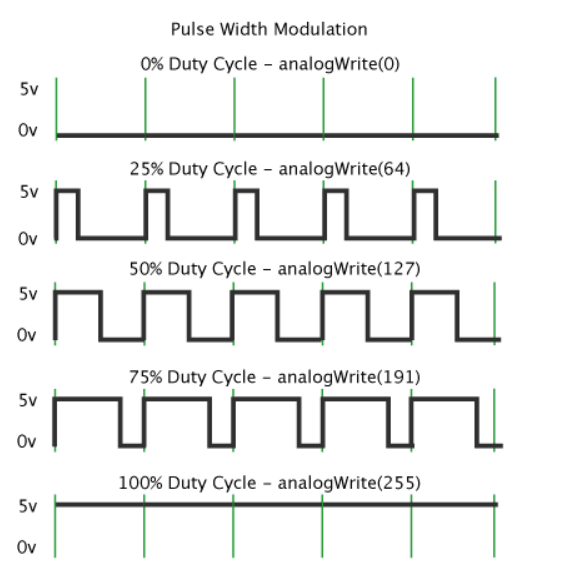 Pulse Width Modulation
0% Duty Cycle – analogWrite(0)
5v
0v
25% Duty Cycle – analogWrite(64)
5v
0v
50% Duty Cycle – analogWrite(127)
5v
0v
75% Duty Cycle – analogWrite(191)
5v
0v
100% Duty Cycle – analogWrite(255)
5v
0v